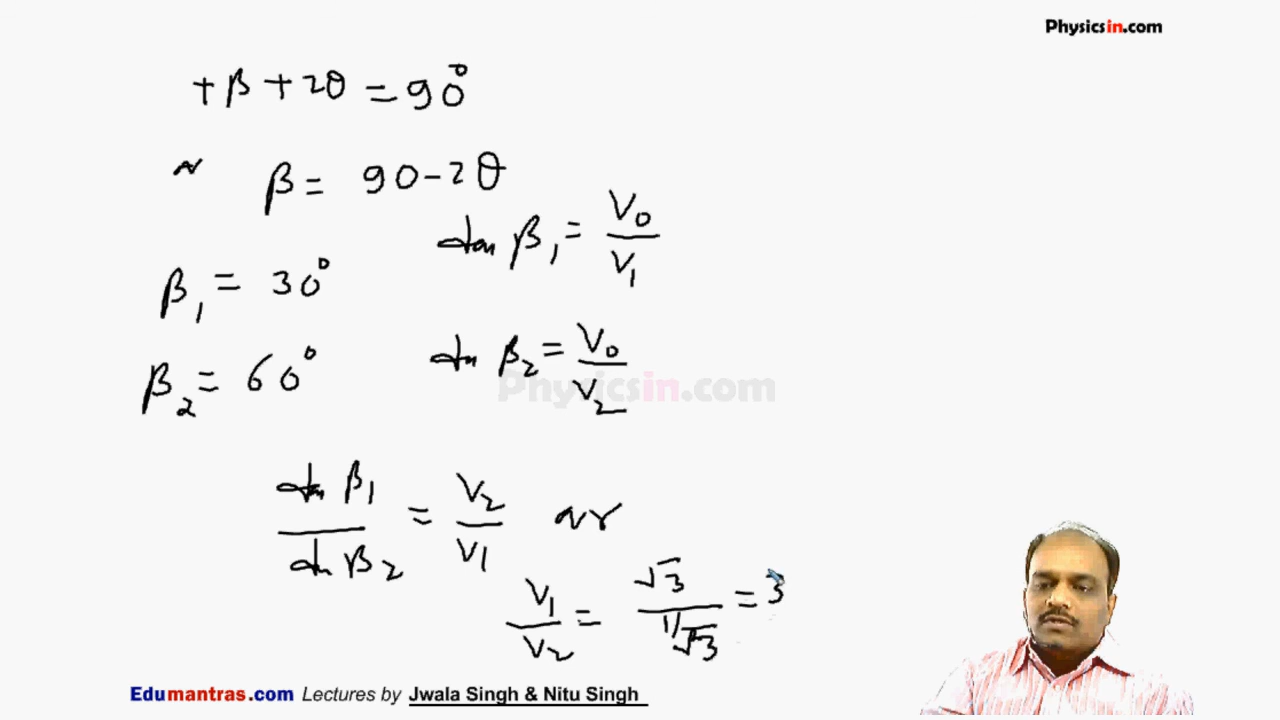 Physicsin.com
+ β + 2θ = 90°
β = 90 - 2θ
tan β₁ = V₀/V₁
β₁ = 30°
tan β₂ = V₀/V₂
β₂ = 60°
Physicsin.com
tan β₁ / tan β₂ = V₂/V₁ or
V₁/V₂ = √3 / 1/√3 = 3
Edumantras.com Lectures by Jwala Singh & Nitu Singh